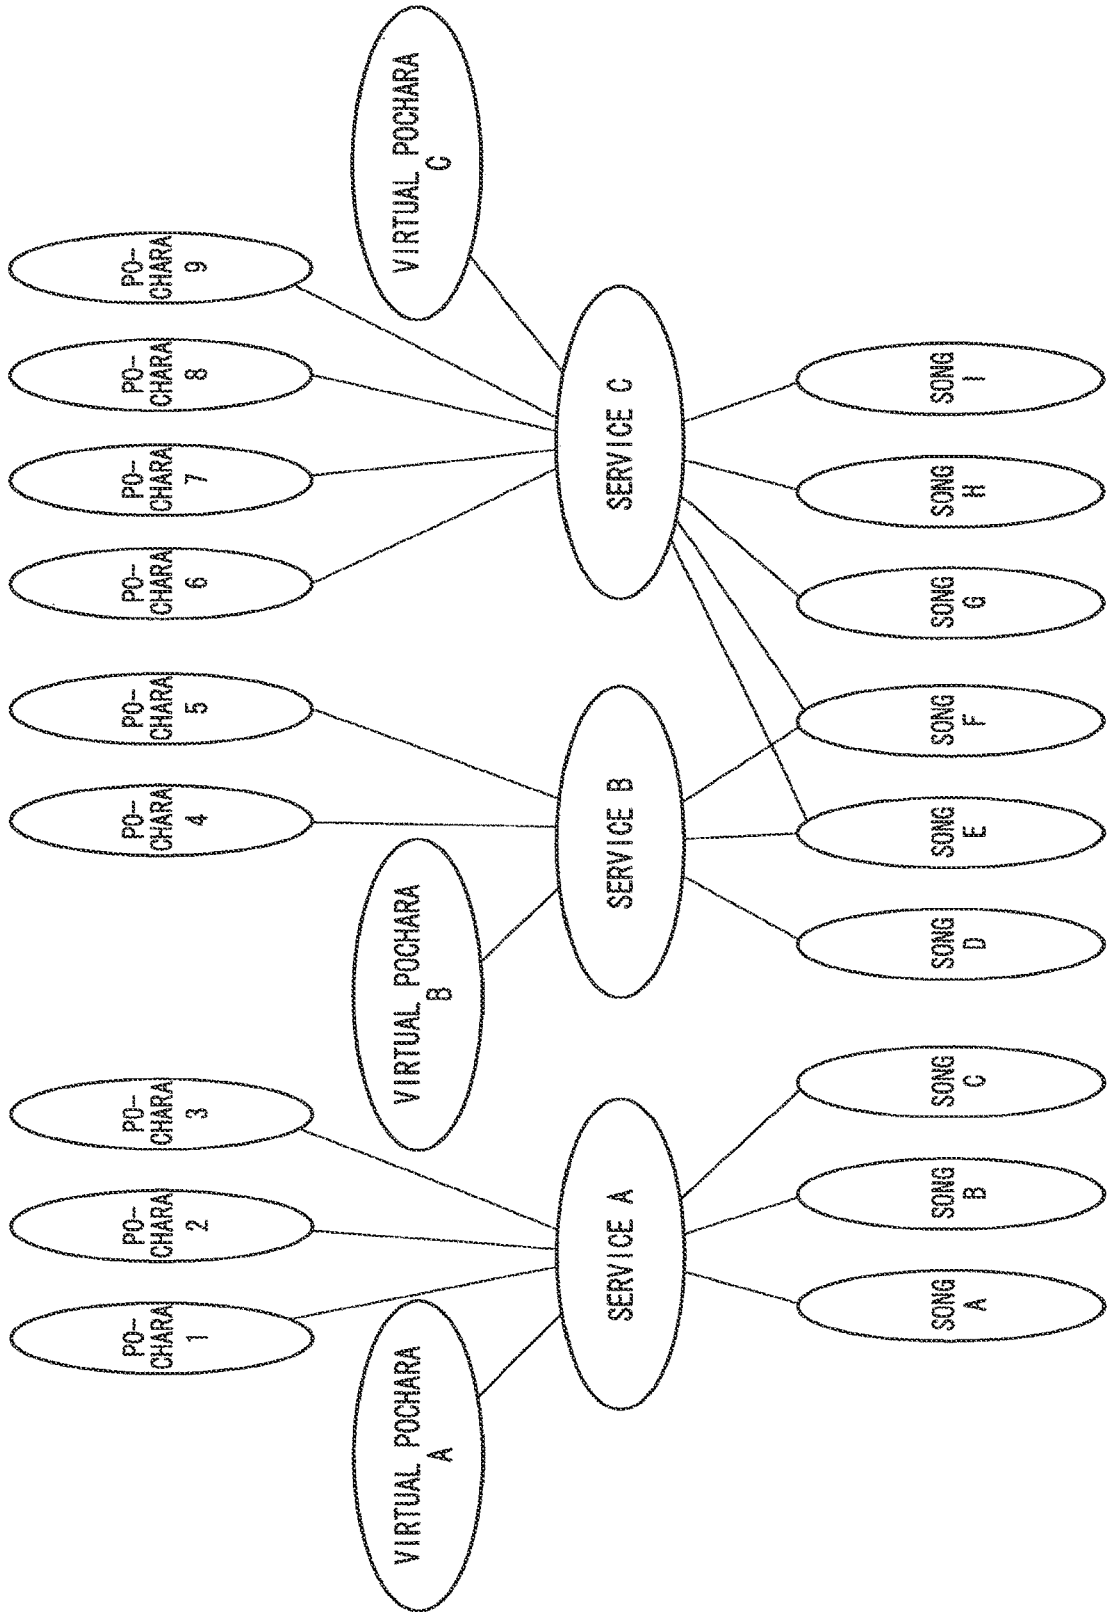 PO-
CHARA
1
PO-
CHARA
2
PO-
CHARA
3
PO-
CHARA
4
PO-
CHARA
5
PO-
CHARA
6
PO-
CHARA
7
PO-
CHARA
8
PO-
CHARA
9
VIRTUAL POCHARA
A
VIRTUAL POCHARA
B
VIRTUAL POCHARA
C
SERVICE A
SERVICE B
SERVICE C
SONG
A
SONG
B
SONG
C
SONG
D
SONG
E
SONG
F
SONG
G
SONG
H
SONG
I